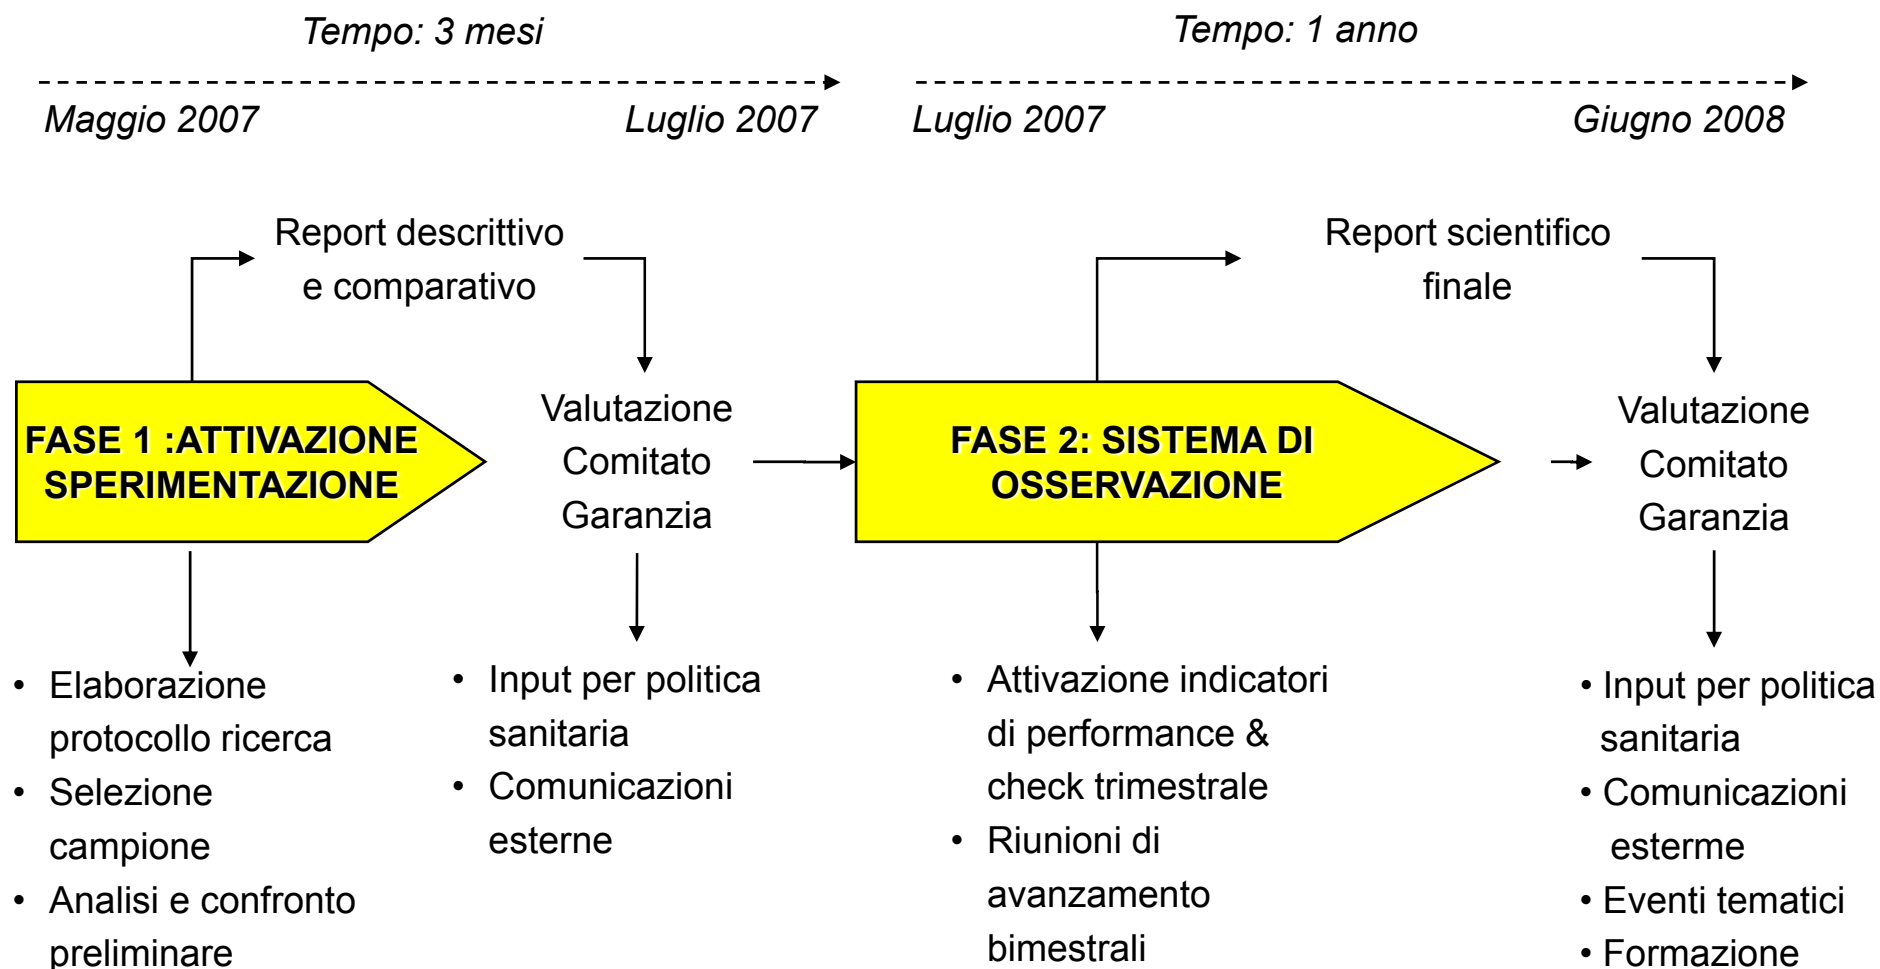 Tempo: 3 mesi
Tempo: 1 anno
Maggio 2007
Luglio 2007
Luglio 2007
Giugno 2008
Report descrittivo
e comparativo
Report scientifico
finale
FASE 1 :ATTIVAZIONE
SPERIMENTAZIONE
Valutazione
Comitato
Garanzia
FASE 2: SISTEMA DI
OSSERVAZIONE
Valutazione
Comitato
Garanzia
• Elaborazione
protocollo ricerca
• Selezione
campione
• Analisi e confronto
preliminare
• Input per politica
sanitaria
• Comunicazioni
esterne
• Attivazione indicatori
di performance &
check trimestrale
• Riunioni di
avanzamento
bimestrali
• Input per politica
sanitaria
• Comunicazioni
esterme
• Eventi tematici
• Formazione